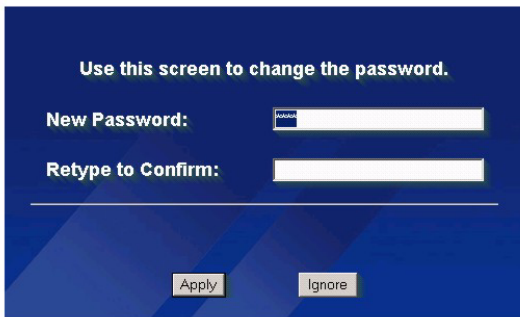 Use this screen to change the password.
New Password:
Retype to Confirm:
Apply
Ignore